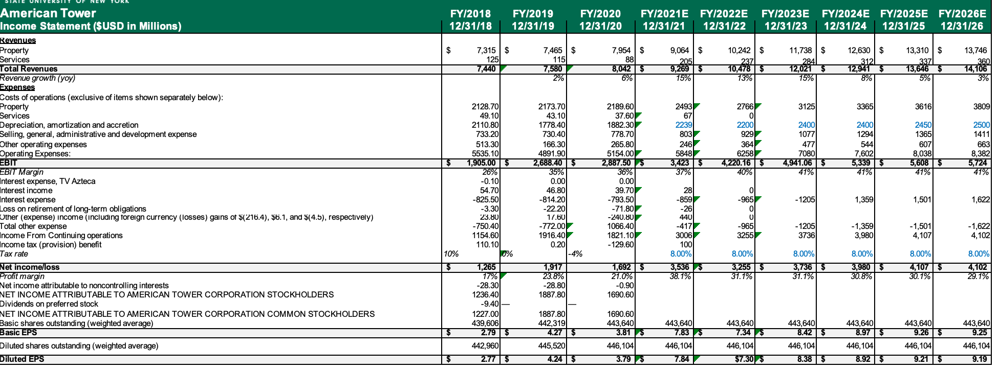 STATE UNIVERSITY OF NEW YORK
American Tower FY/2018 FY/2019 FY/2020 FY/2021E FY/2022E FY/2023E FY/2024E FY/2025E FY/2026E
Income Statement ($USD in Millions) 12/31/18 12/31/19 12/31/20 12/31/21 12/31/22 12/31/23 12/31/24 12/31/25 12/31/26
Revenues
Property $ 7,315 $ 7,465 $ 7,954 $ 9,064 $ 10,242 $ 11,738 $ 12,630 $ 13,310 $ 13,746
Services 125 115 88 205 237 284 312 337 360
Total Revenues 7,440 7,580 8,042 $ 9,269 $ 10,478 $ 12,021 $ 12,941 $ 13,646 $ 14,106
Revenue growth (yoy) 2% 6% 15% 13% 15% 8% 5% 3%
Expenses
Costs of operations (exclusive of items shown separately below):
Property 2128.70 2173.70 2189.60 2493 2766 3125 3365 3616 3809
Services 49.10 43.10 37.60 67 0
Depreciation, amortization and accretion 2110.80 1778.40 1882.30 2239 2200 2400 2400 2450 2500
Selling, general, administrative and development expense 733.20 730.40 778.70 803 929 1077 1294 1365 1411
Other operating expenses 513.30 166.30 265.80 246 364 477 544 607 663
Operating Expenses: 5535.10 4891.90 5154.00 5848 6258 7080 7,602 8,038 8,382
EBIT $ 1,905.00 $ 2,688.40 $ 2,887.50 $ 3,423 $ 4,220.16 $ 4,941.06 $ 5,339 $ 5,608 $ 5,724
EBIT Margin 26% 35% 36% 37% 40% 41% 41% 41% 41%
Interest expense, TV Azteca -0.10 0.00 0.00
Interest income 54.70 46.80 39.70 28 0
Interest expense -825.50 -814.20 -793.50 -859 -965 -1205 1,359 1,501 1,622
Loss on retirement of long-term obligations -3.30 -22.20 -71.80 -26 0
Other (expense) income (including foreign currency (losses) gains of $(216.4), $6.1, and $(4.5), respectively) 23.80 17.60 -240.80 440 0
Total other expense -750.40 -772.00 1066.40 -417 -965 -1205 -1,359 -1,501 -1,622
Income From Continuing operations 1154.60 1916.40 1821.10 3006 3255 3736 3,980 4,107 4,102
Income tax (provision) benefit 110.10 0.20 -129.60 100
Tax rate 10% 0% -4% 8.00% 8.00% 8.00% 8.00% 8.00% 8.00%
Net income/loss $ 1,265 1,917 1,692 $ 3,536 $ 3,255 $ 3,736 $ 3,980 $ 4,107 $ 4,102
Profit margin 17% 23.8% 21.0% 38.1% 31.1% 31.1% 30.8% 30.1% 29.1%
Net income attributable to noncontrolling interests -28.30 -28.80 -0.90
NET INCOME ATTRIBUTABLE TO AMERICAN TOWER CORPORATION STOCKHOLDERS 1236.40 1887.80 1690.60
Dividends on preferred stock -9.40 — —
NET INCOME ATTRIBUTABLE TO AMERICAN TOWER CORPORATION COMMON STOCKHOLDERS 1227.00 1887.80 1690.60
Basic shares outstanding (weighted average) 439,606 442,319 443,640 443,640 443,640 443,640 443,640 443,640 443,640
Basic EPS $ 2.79 $ 4.27 $ 3.81 $ 7.83 $ 7.34 $ 8.42 $ 8.97 $ 9.26 $ 9.25
Diluted shares outstanding (weighted average) 442,960 445,520 446,104 446,104 446,104 446,104 446,104 446,104 446,104
Diluted EPS $ 2.77 $ 4.24 $ 3.79 $ 7.84 $7.30 $ 8.38 $ 8.92 $ 9.21 $ 9.19